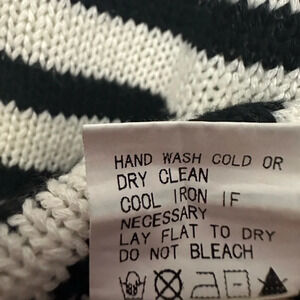 HAND WASH COLD OR
DRY CLEAN
COOL IRON IF
NECESSARY
LAY FLAT TO DRY
DO NOT BLEACH